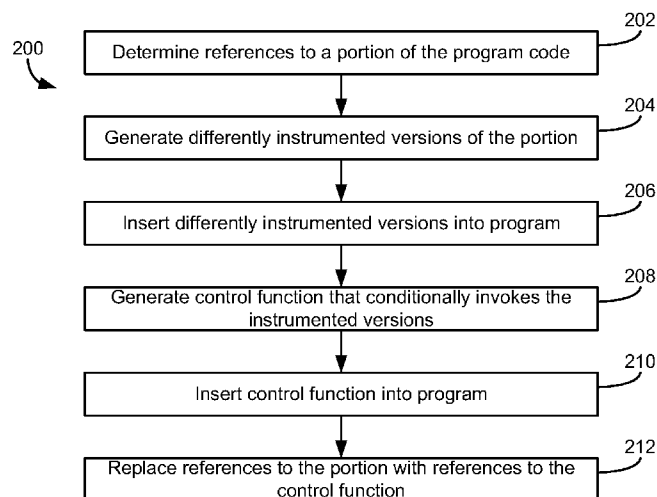 200
202
Determine references to a portion of the program code
204
Generate differently instrumented versions of the portion
206
Insert differently instrumented versions into program
208
Generate control function that conditionally invokes the
instrumented versions
210
Insert control function into program
212
Replace references to the portion with references to the
control function